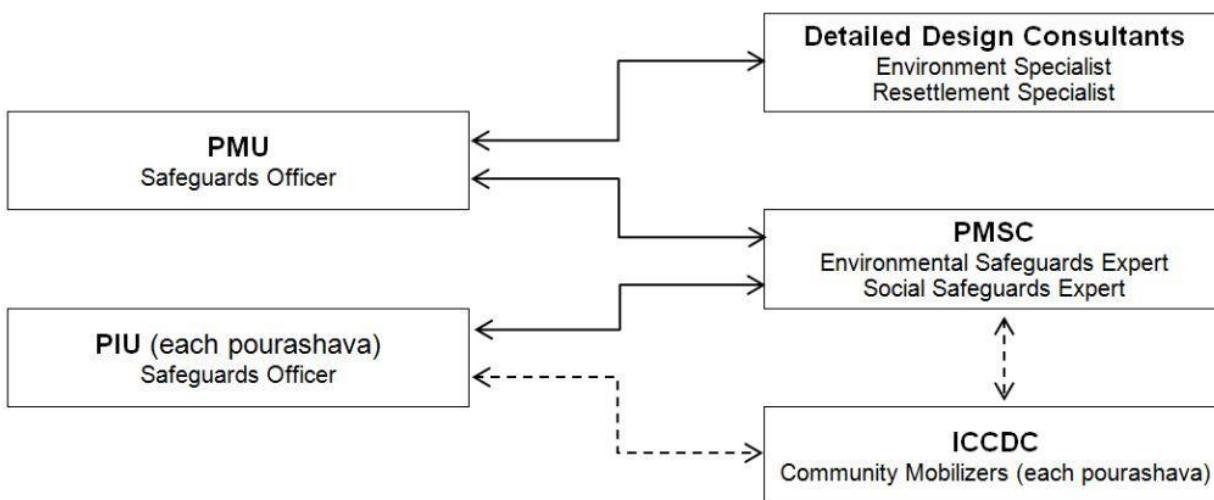 Detailed Design Consultants
Environment Specialist
Resettlement Specialist
PMU
Safeguards Officer
PMSC
Environmental Safeguards Expert
Social Safeguards Expert
PIU (each pourashava)
Safeguards Officer
ICCDC
Community Mobilizers (each pourashava)